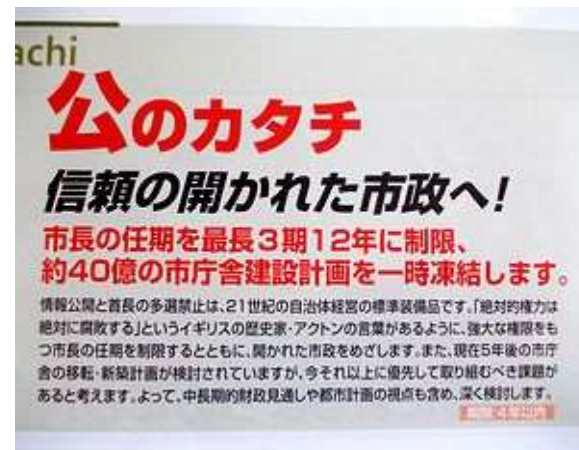 achi
公のカタチ
信頼の開かれた市政へ!
市長の任期を最長3期12年に制限、
約40億の市庁舎建設計画を一時凍結します。
情報公開と首長の多選禁止は、21世紀の自治体経営の標準装備品です。「絶対的権力は
絶対に腐敗する」というイギリスの歴史家・アクトンの言葉があるように、強大な権限をも
つ市長の任期を制限するとともに、開かれた市政をめざします。また、現在5年後の市庁
舎の移転・新築計画が検討されていますが、今それ以上に優先して取り組むべき課題が
あると考えます。よって、中長期的財政見通しや都市計画の視点も含め、深く検討します。